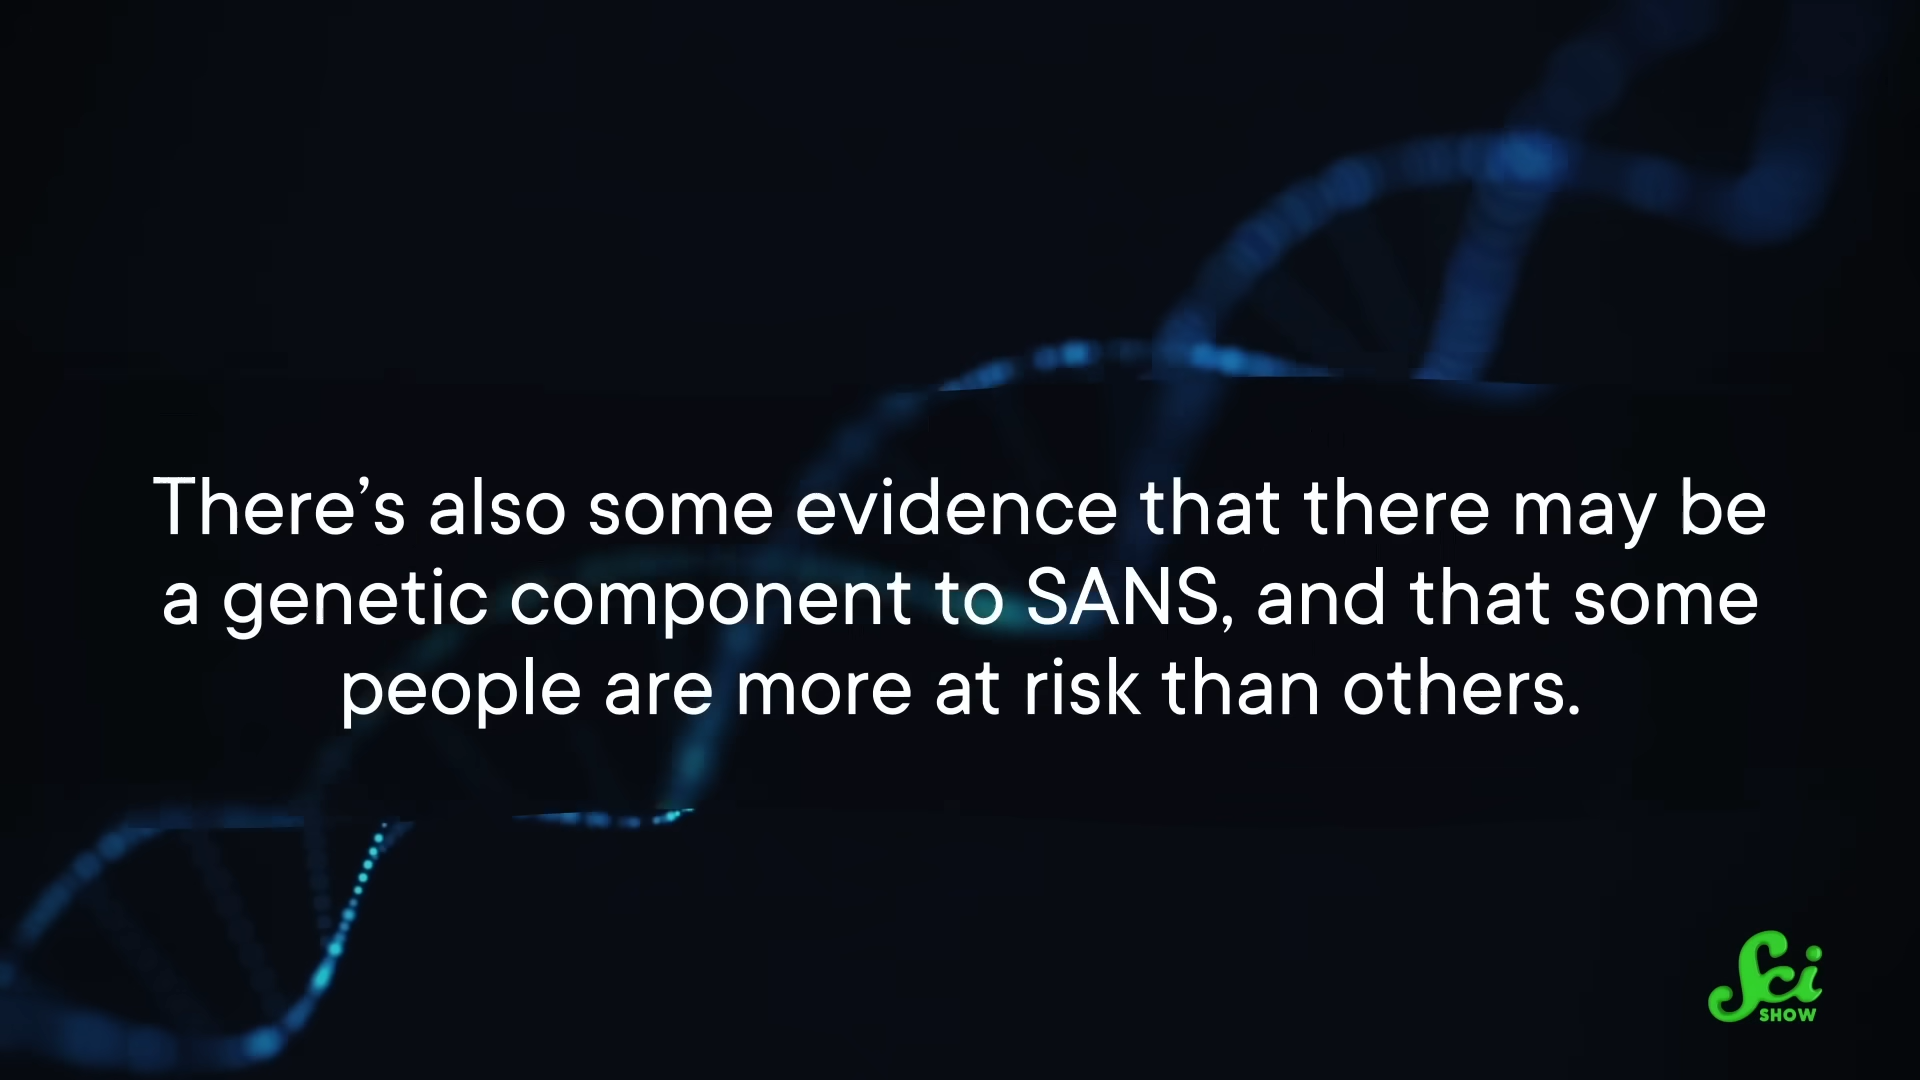 There’s also some evidence that there may be
a genetic component to SANS, and that some
people are more at risk than others.
Sci
SHOW